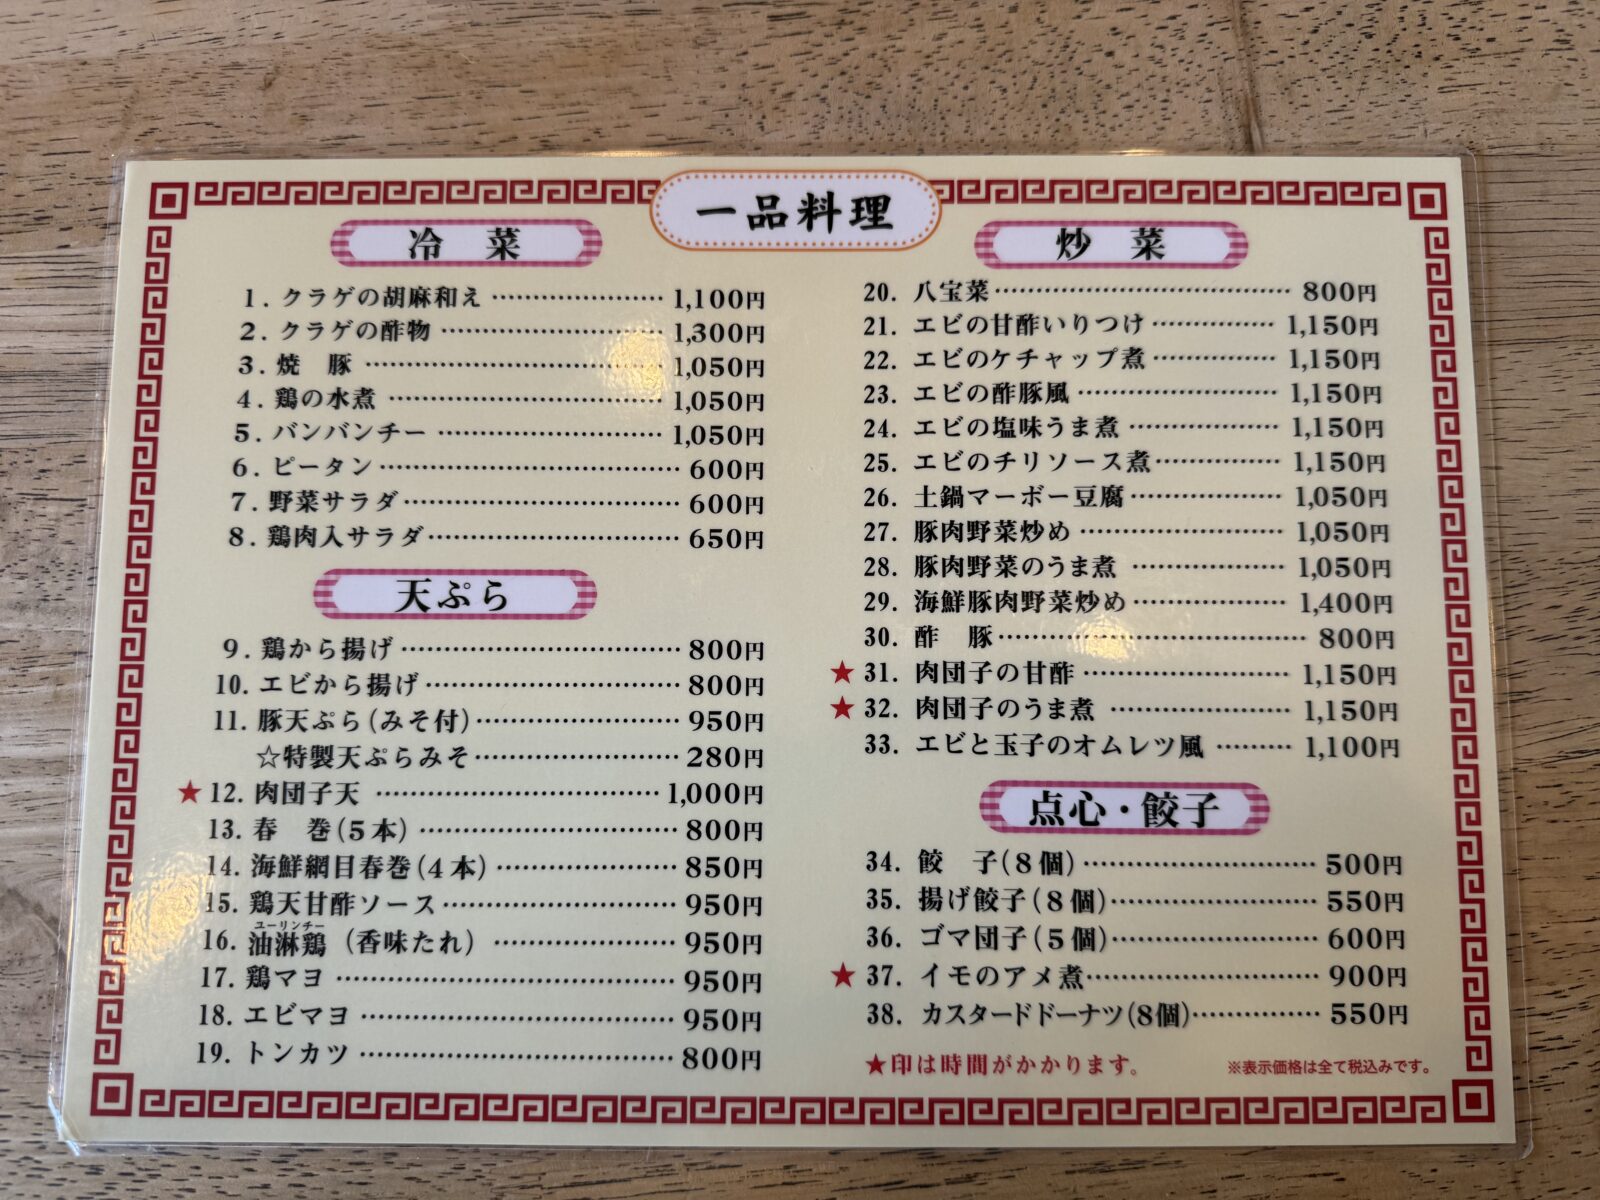 一品料理
冷 菜
1. クラゲの胡麻和え…………………… 1,100円
2. クラゲの酢物 …………………… 1,300円
3. 焼 豚 …………………………… 1,050円
4. 鶏の水煮 ………………………… 1,050円
5. バンバンチー …………………… 1,050円
6. ピータン………………………… 600円
7. 野菜サラダ……………………… 600円
8. 鶏肉入サラダ…………………… 650円
天ぷら
9. 鶏から揚げ……………………… 800円
10. エビから揚げ…………………… 800円
11. 豚天ぷら(みそ付)……………… 950円
☆特製天ぷらみそ………………… 280円
★ 12. 肉団子天 ……………………… 1,000円
13. 春 巻(5本) …………………… 800円
14. 海鮮網目春巻(4本) …………… 850円
15. 鶏天甘酢ソース………………… 950円
ユーリンチー
16. 油淋鶏 (香味たれ) …………… 950円
17. 鶏マヨ ………………………… 950円
18. エビマヨ ……………………… 950円
19. トンカツ ……………………… 800円
炒 菜
20. 八宝菜………………………… 800円
21. エビの甘酢いりつけ………… 1,150円
22. エビのケチャップ煮………… 1,150円
23. エビの酢豚風………………… 1,150円
24. エビの塩味うま煮 ………… 1,150円
25. エビのチリソース煮………… 1,150円
26. 土鍋マーボー豆腐…………… 1,050円
27. 豚肉野菜炒め ……………… 1,050円
28. 豚肉野菜のうま煮 ………… 1,050円
29. 海鮮豚肉野菜炒め…………… 1,400円
30. 酢 豚………………………… 800円
★ 31. 肉団子の甘酢 ……………… 1,150円
★ 32. 肉団子のうま煮 …………… 1,150円
33. エビと玉子のオムレツ風 ……… 1,100円
点心・餃子
34. 餃 子(8個) ………………… 500円
35. 揚げ餃子(8個)……………… 550円
36. ゴマ団子(5個)……………… 600円
★ 37. イモのアメ煮………………… 900円
38. カスタードドーナツ(8個)………… 550円
★印は時間がかかります。
※表示価格は全て税込みです。